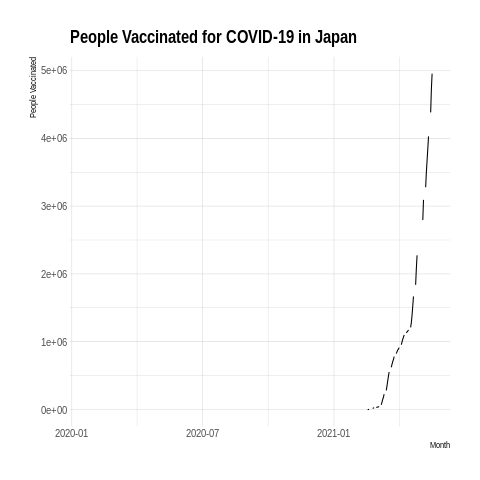 People Vaccinated for COVID-19 in Japan
People Vaccinated
5e+06
4e+06
3e+06
2e+06
1e+06
0e+00
2020-01 2020-07 2021-01
Month